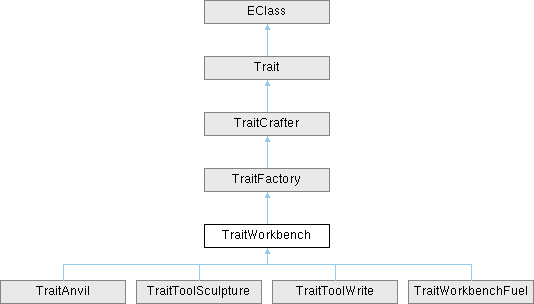 EClass
Trait
TraitCrafter
TraitFactory
TraitWorkbench
TraitAnvil
TraitToolSculpture
TraitToolWrite
TraitWorkbenchFuel